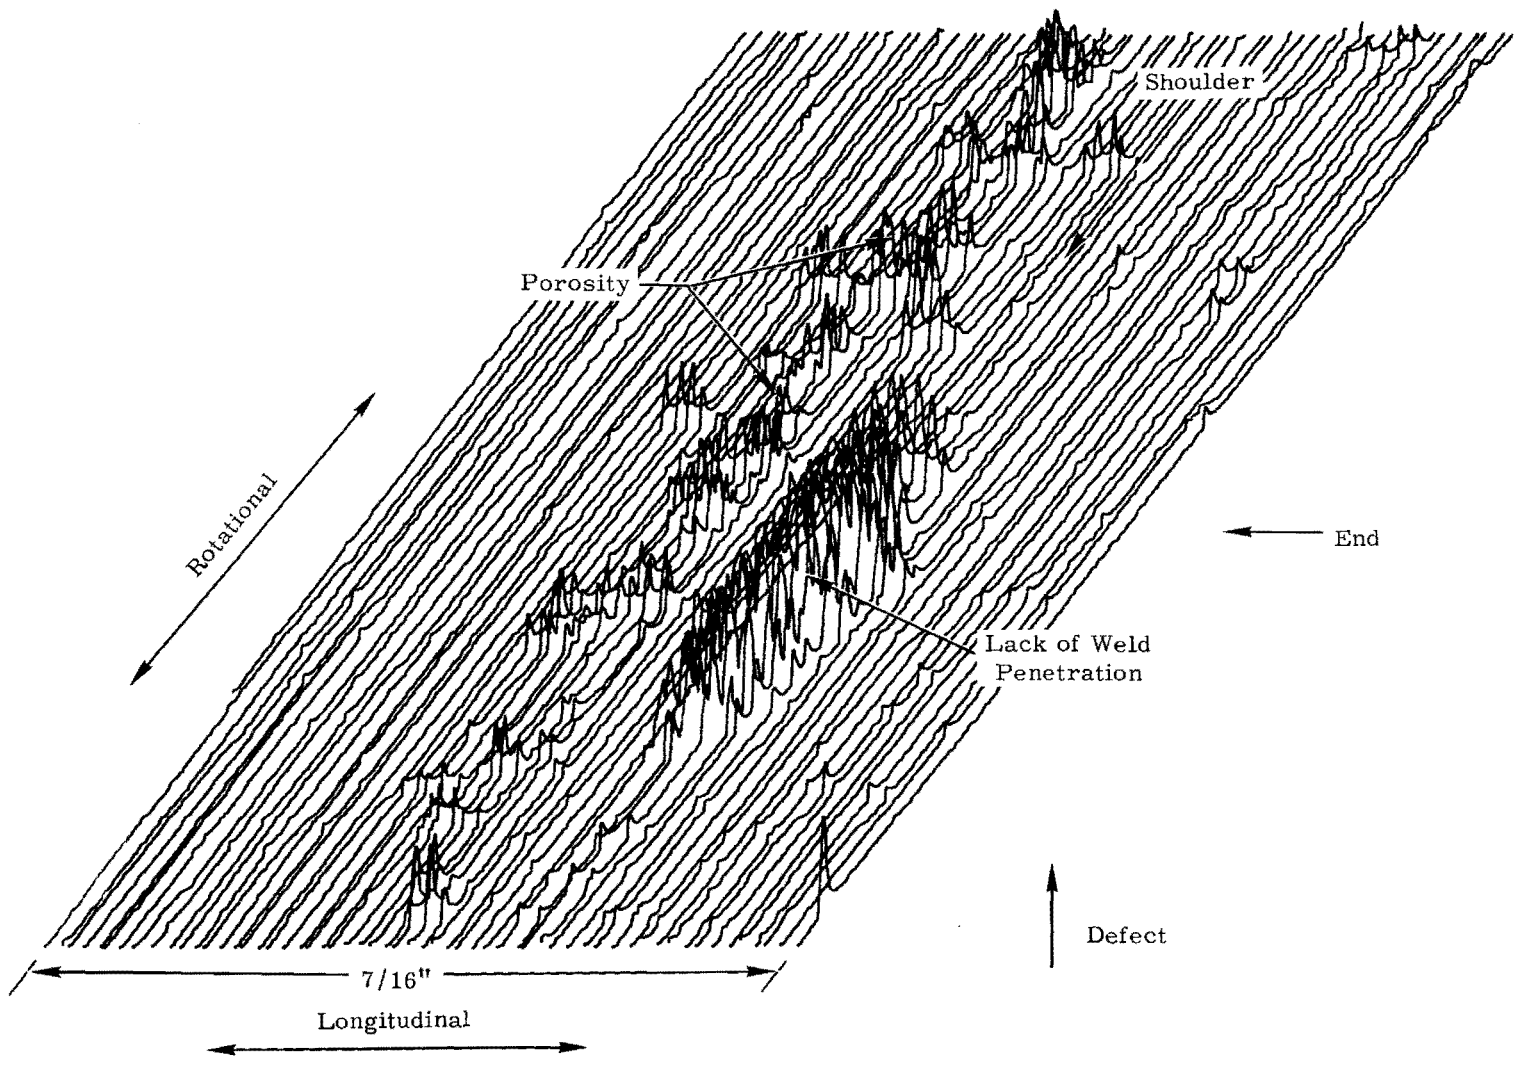 Shoulder
Porosity
Rotational
End
Lack of Weld
Penetration
Defect
7/16"
Longitudinal